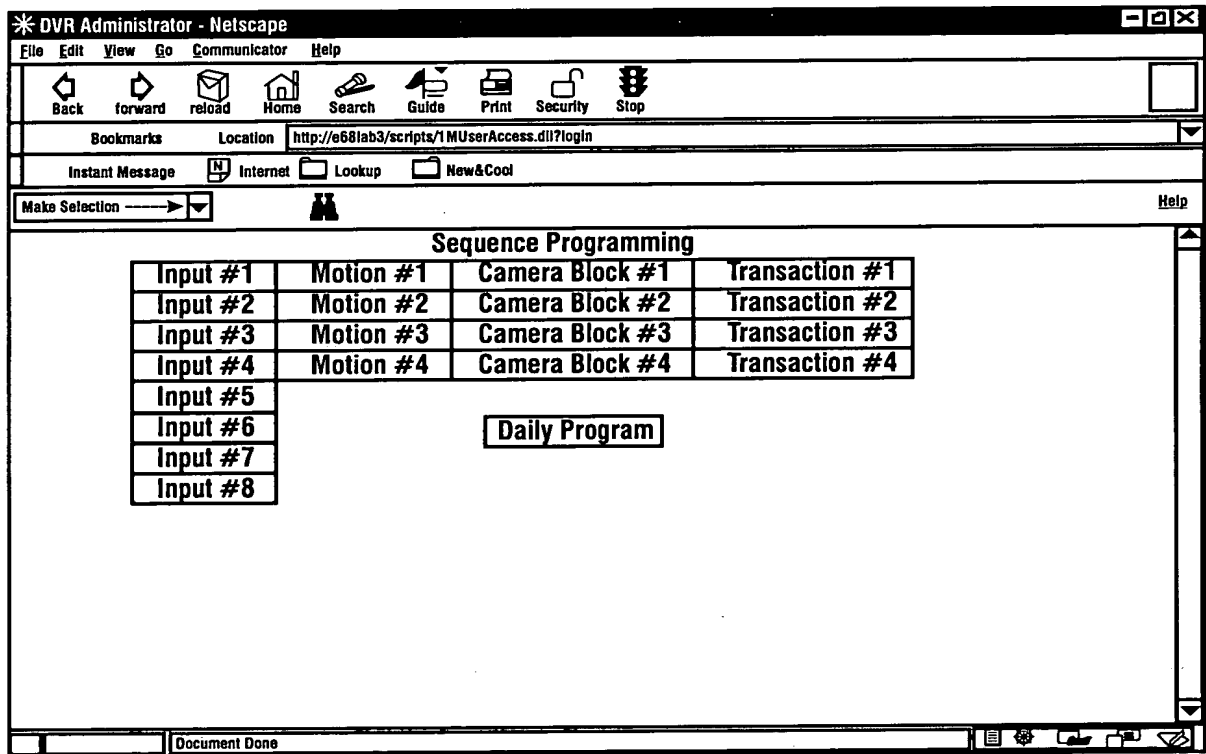 DVR Administrator - Netscape
File Edit View Go Communicator Help
Back forward reload Home Search Guide Print Security Stop
Bookmarks Location http://e68lab3/scripts/1MUserAccess.dll?login
Instant Message N Internet Lookup New&Cool
Make Selection -----> Help
Sequence Programming
Input #1 Motion #1 Camera Block #1 Transaction #1
Input #2 Motion #2 Camera Block #2 Transaction #2
Input #3 Motion #3 Camera Block #3 Transaction #3
Input #4 Motion #4 Camera Block #4 Transaction #4
Input #5
Input #6 Daily Program
Input #7
Input #8
Document Done